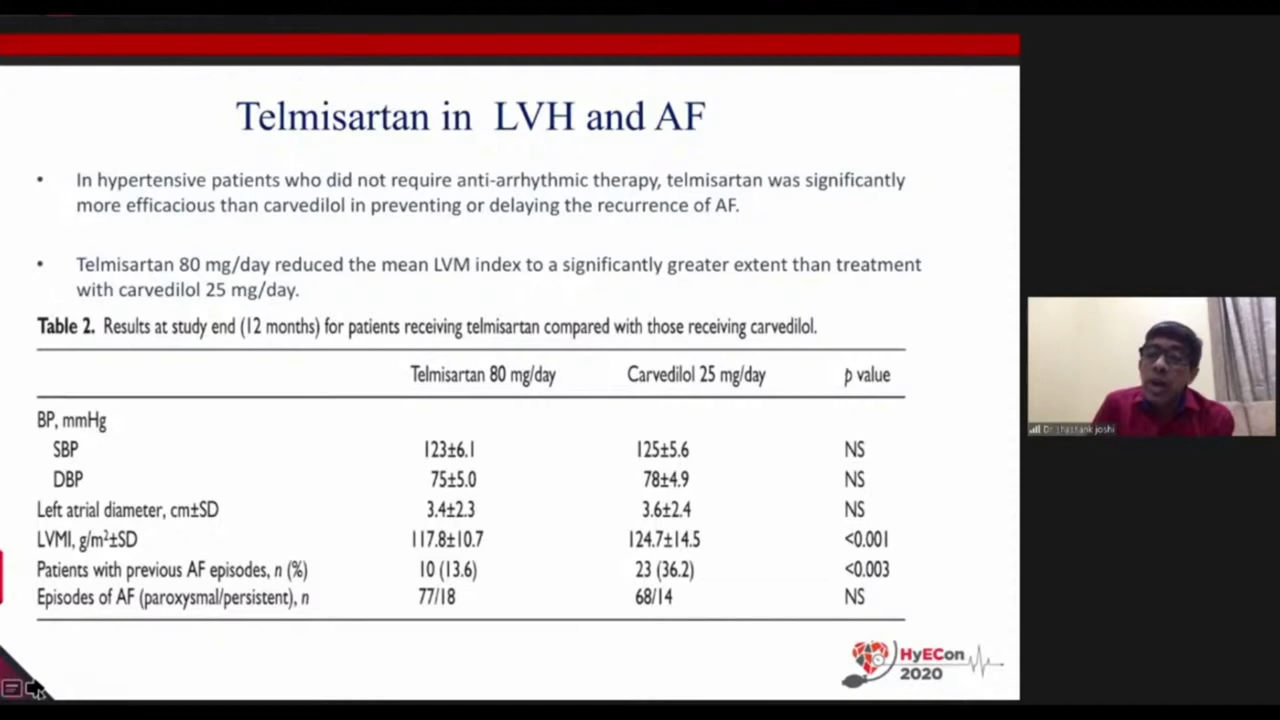 Telmisartan in LVH and AF
• In hypertensive patients who did not require anti-arrhythmic therapy, telmisartan was significantly
more efficacious than carvedilol in preventing or delaying the recurrence of AF.
• Telmisartan 80 mg/day reduced the mean LVM index to a significantly greater extent than treatment
with carvedilol 25 mg/day.
Table 2. Results at study end (12 months) for patients receiving telmisartan compared with those receiving carvedilol.
Telmisartan 80 mg/day Carvedilol 25 mg/day p value
BP, mmHg
SBP 123±6.1 125±5.6 NS
DBP 75±5.0 78±4.9 NS
Left atrial diameter, cm±SD 3.4±2.3 3.6±2.4 NS
LVMI, g/m²±SD 117.8±10.7 124.7±14.5 <0.001
Patients with previous AF episodes, n (%) 10 (13.6) 23 (36.2) <0.003
Episodes of AF (paroxysmal/persistent), n 77/18 68/14 NS
HyECon
2020
Dr shashank joshi